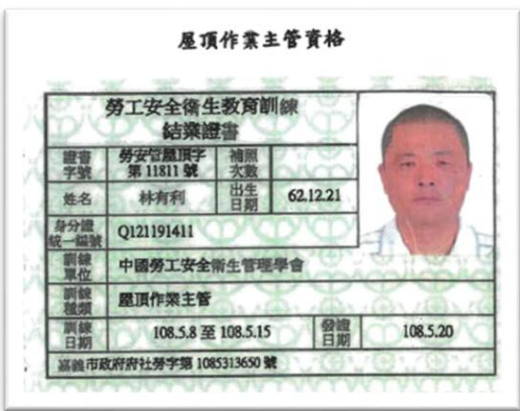 屋頂作業主管資格
勞工安全衛生教育訓練
結業證書
證書字號 勞安管屋頂字第 11811 號 補照次數
姓名 林有利 出生日期 62.12.21
身分證統一編號 Q121191411
訓練單位 中國勞工安全衛生管理學會
訓練種類 屋頂作業主管
訓練日期 108.5.8 至 108.5.15 發證日期 108.5.20
嘉義市政府府社勞字第 1085313650 號